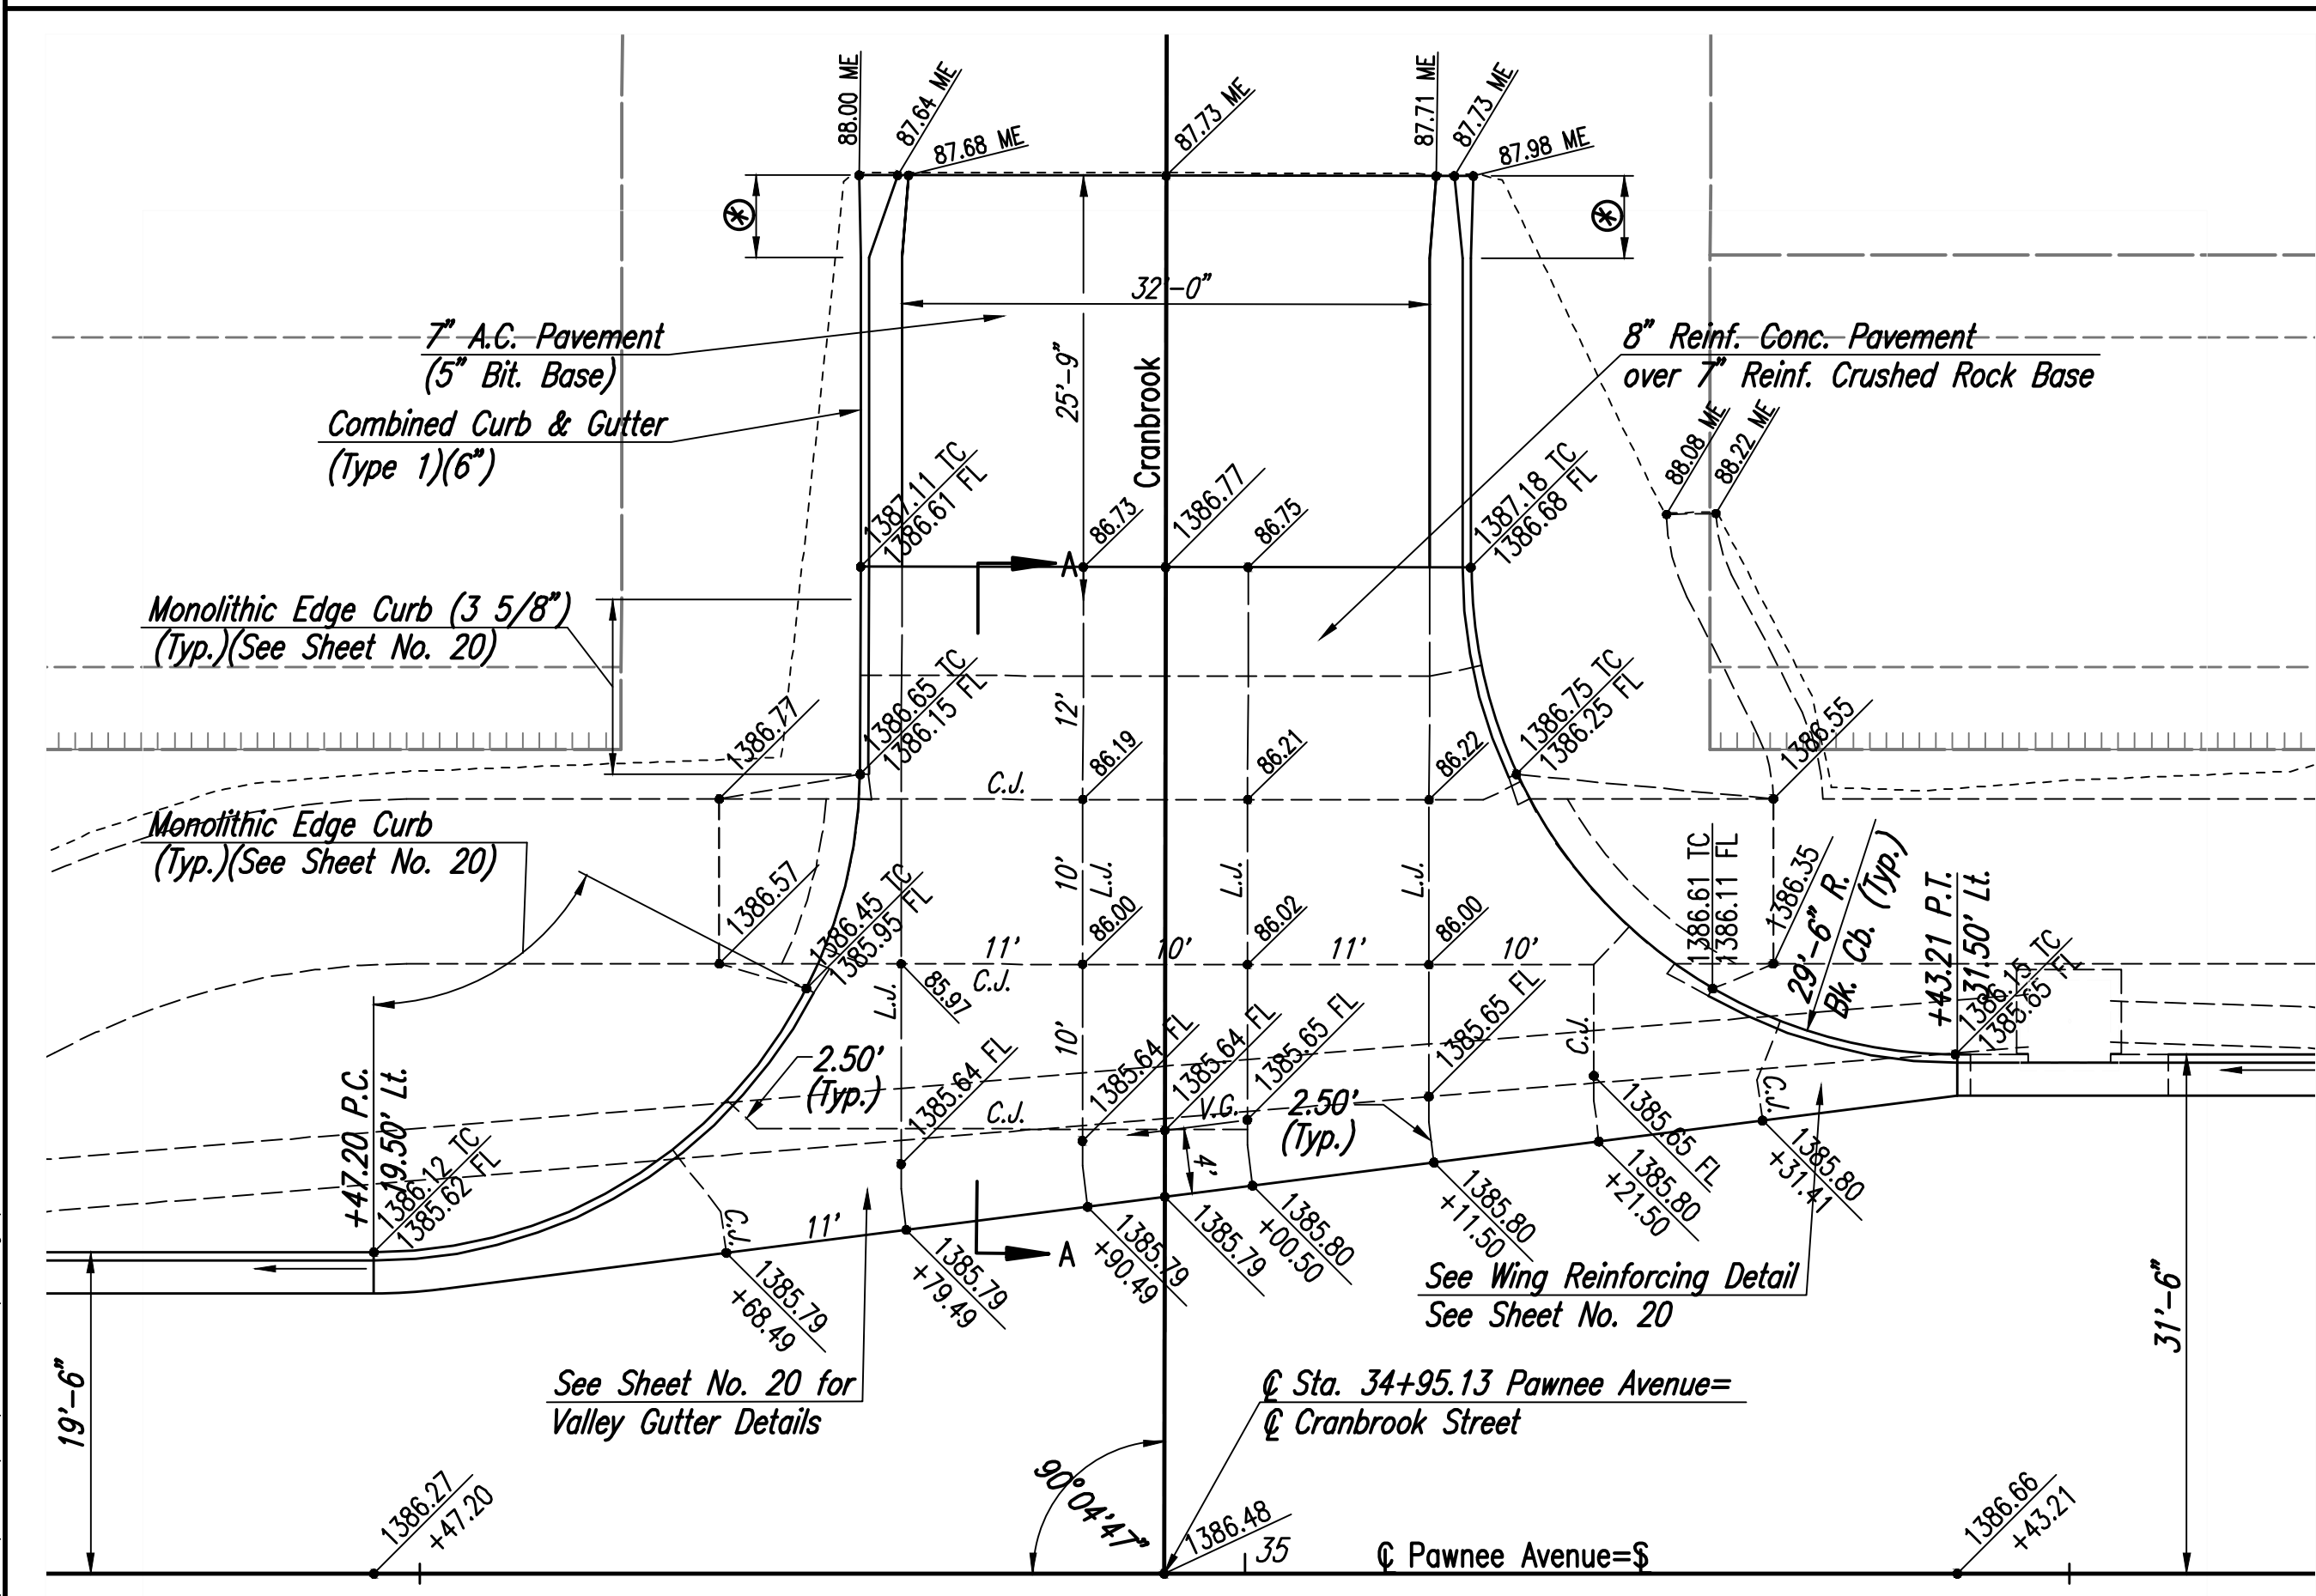 88.00 ME
87.64 ME
87.68 ME
87.73 ME
87.71 ME
87.73 ME
87.98 ME
32'-0"
7" A.C. Pavement
(5" Bit. Base)
Combined Curb & Gutter
(Type 1)(6")
25'-9"
Cranbrook
8" Reinf. Conc. Pavement
over 7" Reinf. Crushed Rock Base
88.08 ME
88.22 ME
1387.11 TC
1386.61 FL
86.73
1386.77
86.75
1387.18 TC
1386.68 FL
A
Monolithic Edge Curb (3 5/8")
(Typ.)(See Sheet No. 20)
1386.77
1386.65 TC
1386.15 FL
12'
86.19
86.21
86.22
1386.75 TC
1386.25 FL
1386.55
C.J.
Monolithic Edge Curb
(Typ.)(See Sheet No. 20)
1386.57
1386.45 TC
1385.95 FL
10'
L.J.
L.J.
L.J.
86.00
86.02
86.00
1386.61 TC
1386.11 FL
1386.35
29'-6" R.
Bk. Cb. (Typ.)
+43.21 P.T.
31.50' Lt.
1386.15 TC
1385.65 FL
11'
10'
11'
10'
C.J.
L.J.
85.97
10'
2.50'
(Typ.)
1385.64 FL
1385.64 FL
1385.64 FL
1385.65 FL
1385.65 FL
C.J.
C.J.
V.G.
2.50'
(Typ.)
C.J.
1385.65 FL
+47.20 P.C.
19.50' Lt.
1386.12 TC
1385.62 FL
4'
C.J.
11'
A
1385.79
+68.49
1385.79
+79.49
1385.79
+90.49
1385.79
1385.80
+00.50
1385.80
+11.50
1385.80
+21.50
1385.80
+31.41
See Wing Reinforcing Detail
See Sheet No. 20
19'-6"
31'-6"
See Sheet No. 20 for
Valley Gutter Details
℄ Sta. 34+95.13 Pawnee Avenue=
℄ Cranbrook Street
90°04'47"
1386.27
+47.20
1386.48
35
℄ Pawnee Avenue=
1386.66
+43.21